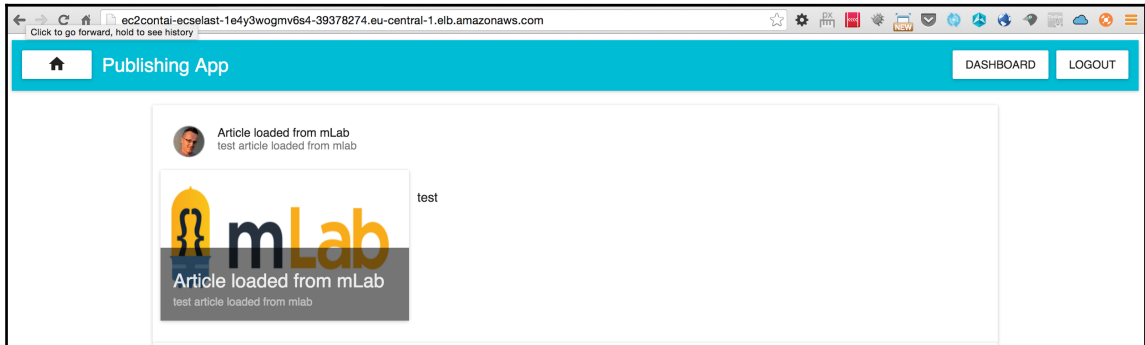 ec2contai-ecselast-1e4y3wogmv6s4-39378274.eu-central-1.elb.amazonaws.com
Click to go forward, hold to see history
Publishing App
DASHBOARD
LOGOUT
Article loaded from mLab
test article loaded from mlab
mLab
test
Article loaded from mLab
test article loaded from mlab
NEW